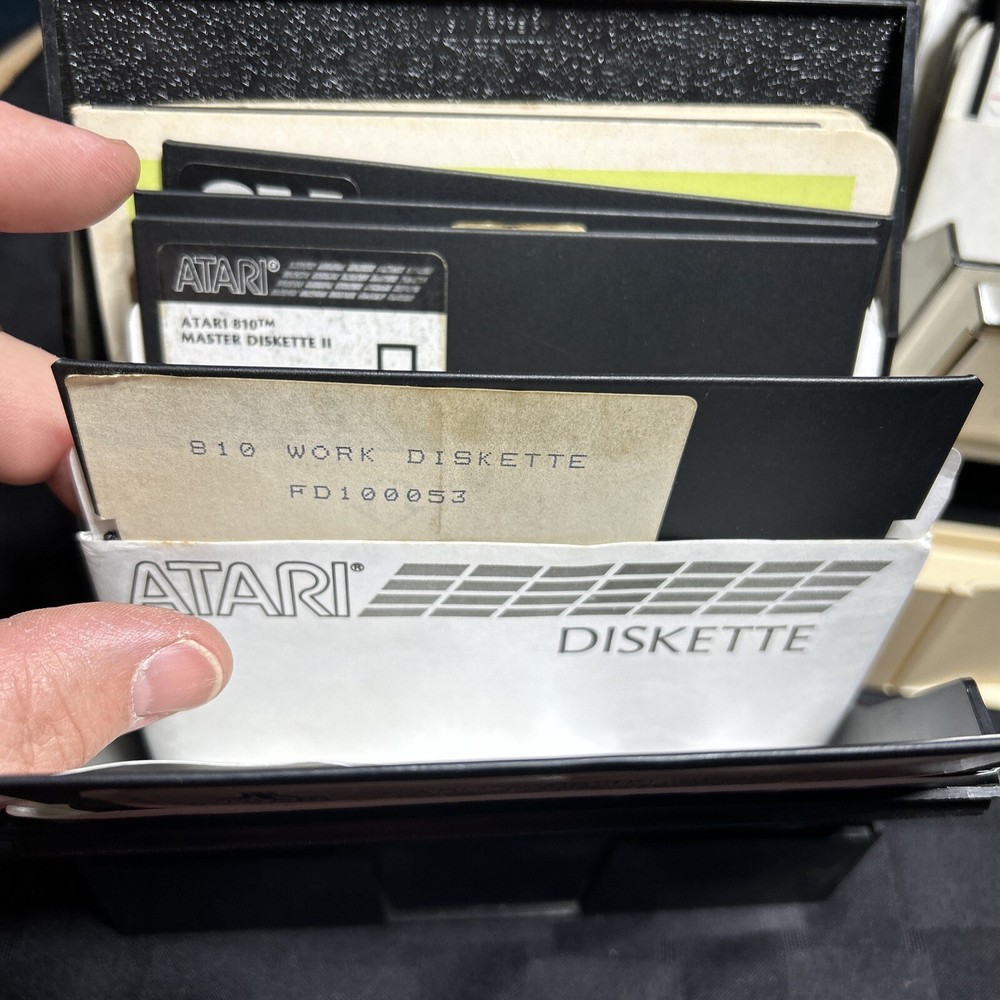 ATARI®
ATARI 810™
MASTER DISKETTE II
810 WORK DISKETTE
FD100053
ATARI®
DISKETTE